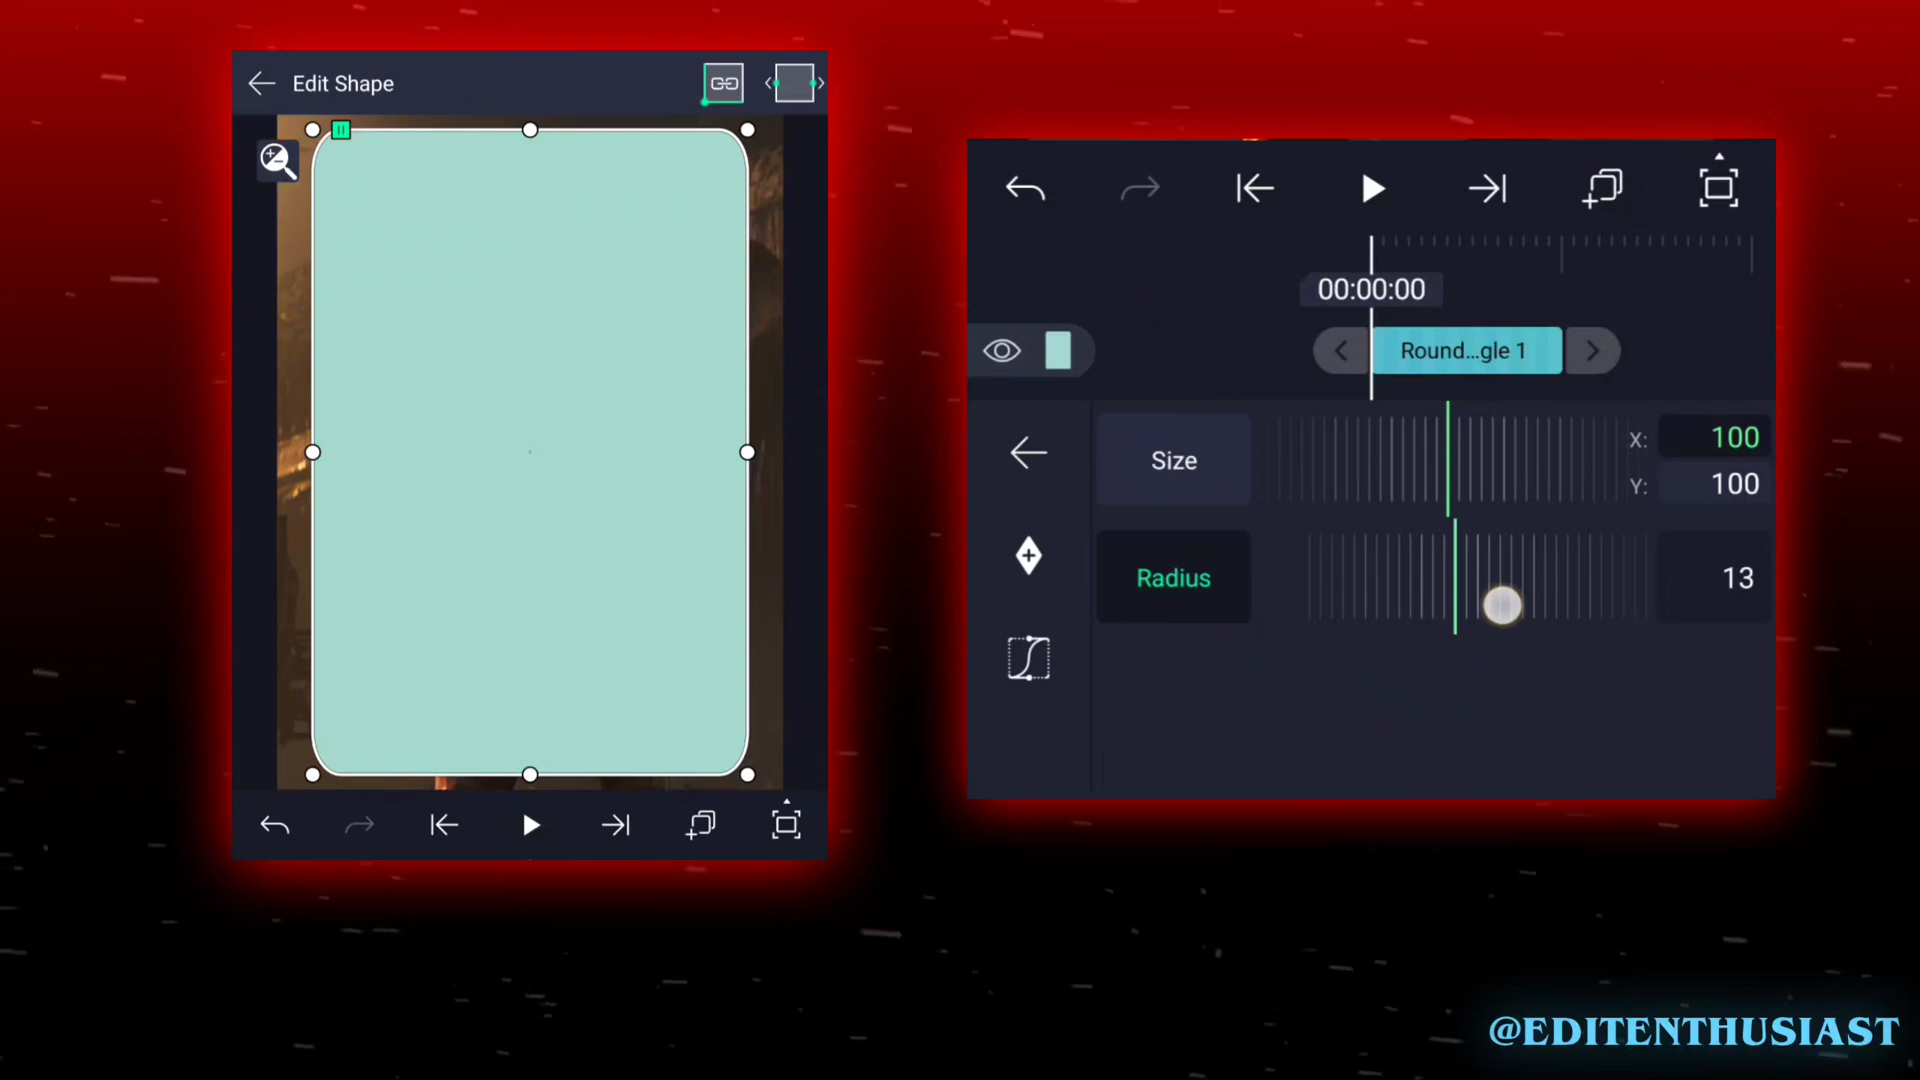 Edit Shape
00:00:00
Round...gle 1
Size
X: 100
Y: 100
Radius
13
@EDITENTHUSIAST